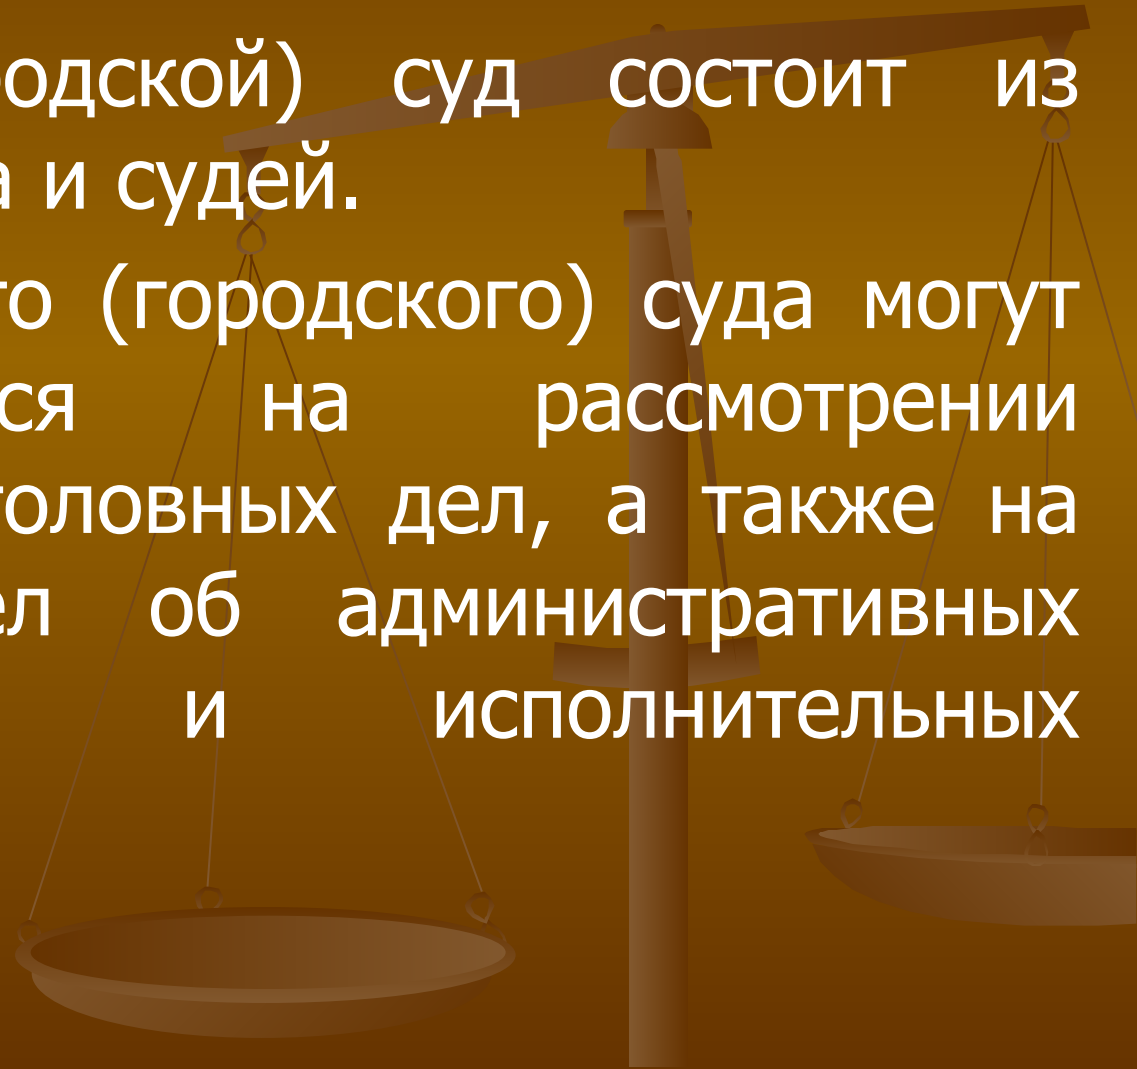 одской) суд состоит из
а и судей.
го (городского) суда могут
ся на рассмотрении
головных дел, а также на
ел об административных
и исполнительных